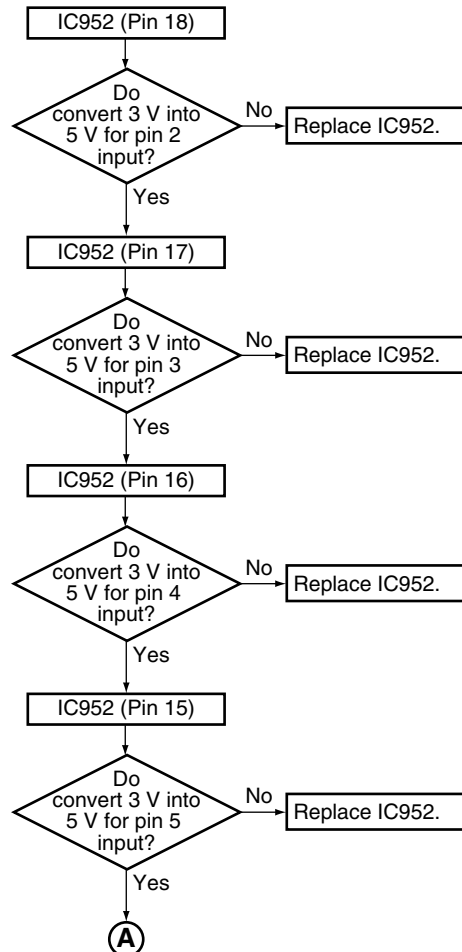 IC952 (Pin 18)
Do
convert 3 V into
5 V for pin 2
input?
No
Replace IC952.
Yes
IC952 (Pin 17)
Do
convert 3 V into
5 V for pin 3
input?
No
Replace IC952.
Yes
IC952 (Pin 16)
Do
convert 3 V into
5 V for pin 4
input?
No
Replace IC952.
Yes
IC952 (Pin 15)
Do
convert 3 V into
5 V for pin 5
input?
No
Replace IC952.
Yes
A